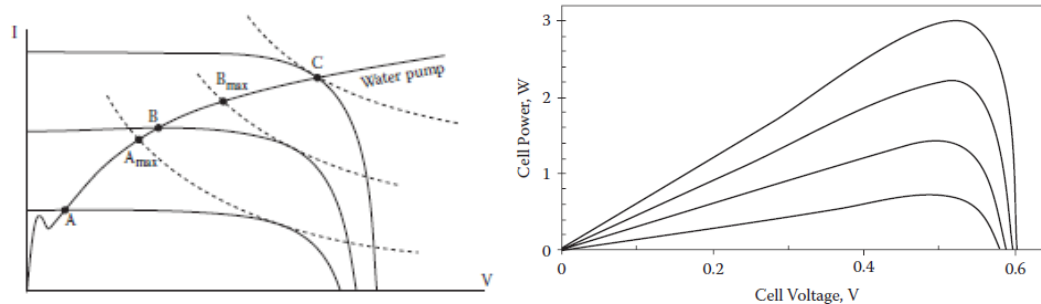 I
C
Water pump
Bmax
B
Amax
A
V
Cell Power, W
3
2
1
0
0
0.2
0.4
0.6
Cell Voltage, V